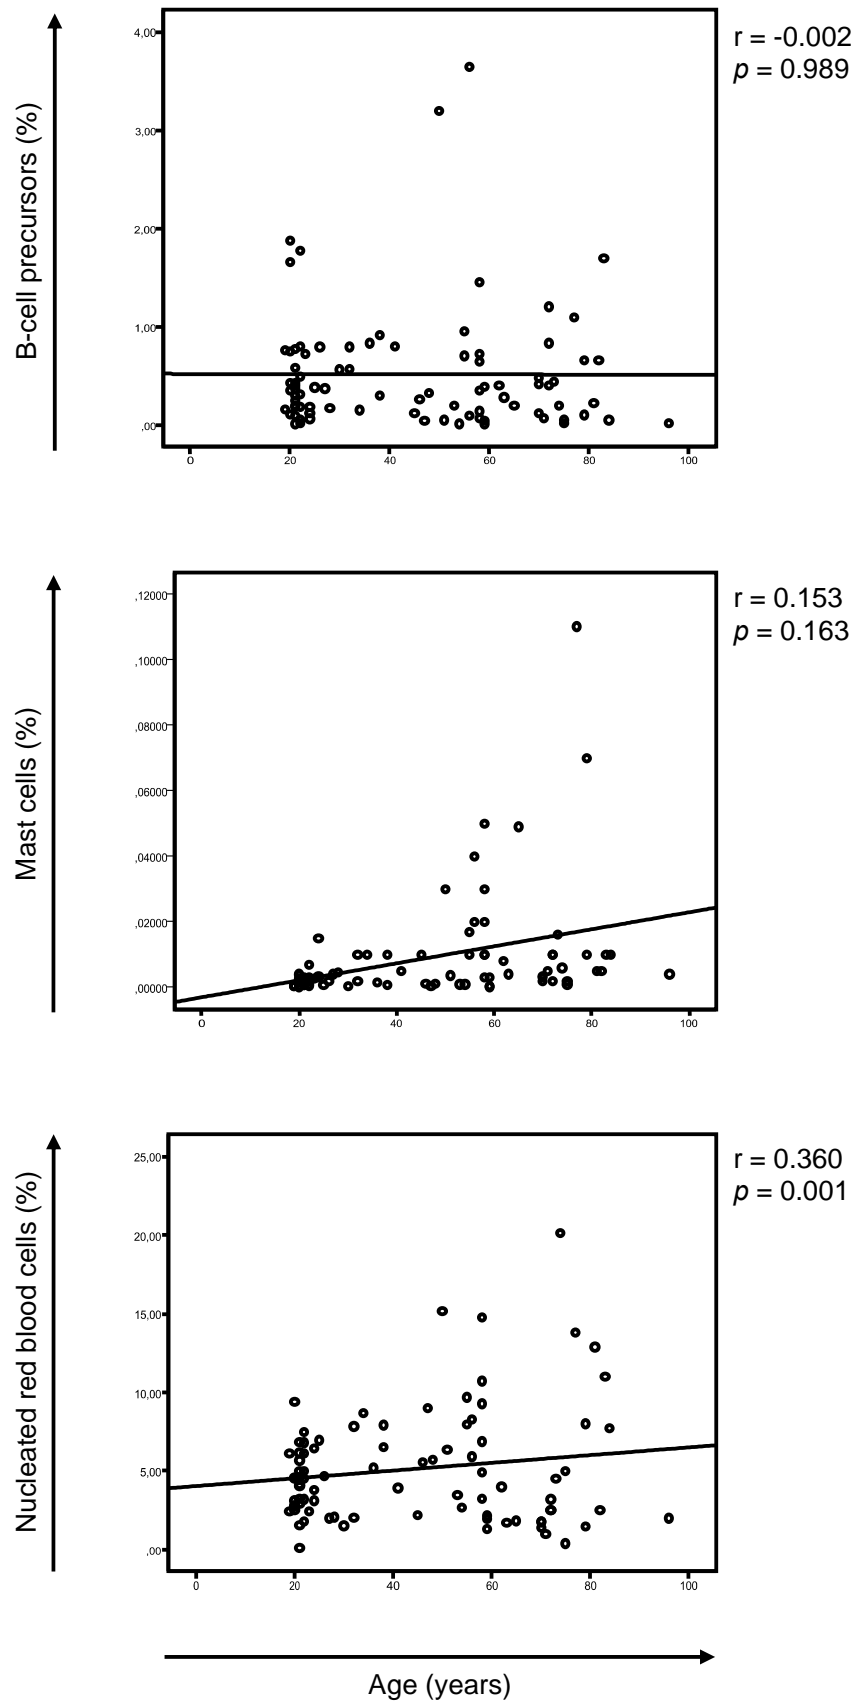 r = -0.002
p = 0.989
B-cell precursors (%)
4,00
3,00
2,00
1,00
,00
0 20 40 60 80 100
r = 0.153
p = 0.163
Mast cells (%)
,12000
,10000
,08000
,06000
,04000
,02000
,00000
0 20 40 60 80 100
r = 0.360
p = 0.001
Nucleated red blood cells (%)
25,00
20,00
15,00
10,00
5,00
,00
0 20 40 60 80 100
Age (years)